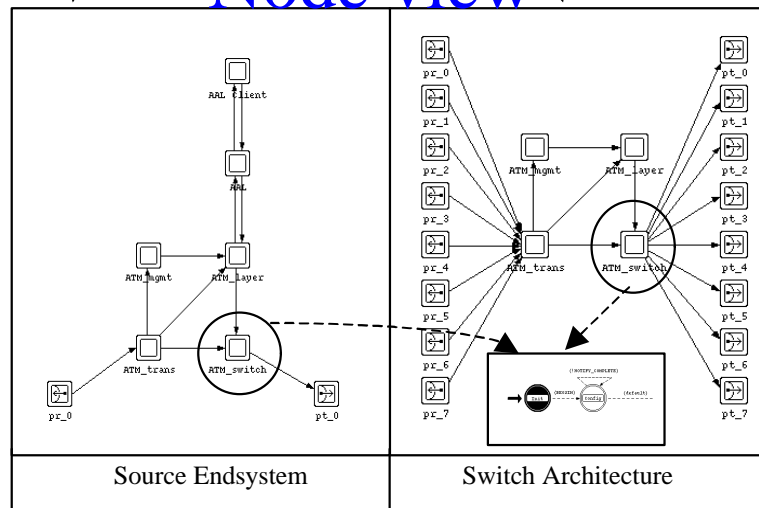 Node View
AAL Client
AAL
ATM_mgmt
ATM_layer
ATM_trans
ATM_switch
pr_0
pt_0
pr_0
pr_1
pr_2
pr_3
pr_4
pr_5
pr_6
pr_7
ATM_mgmt
ATM_layer
ATM_trans
ATM_switch
pt_0
pt_1
pt_2
pt_3
pt_4
pt_5
pt_6
pt_7
(!NOTIFY_COMPLETE)
Init
(BEGSIM)
Config
(default)
Source Endsystem
Switch Architecture